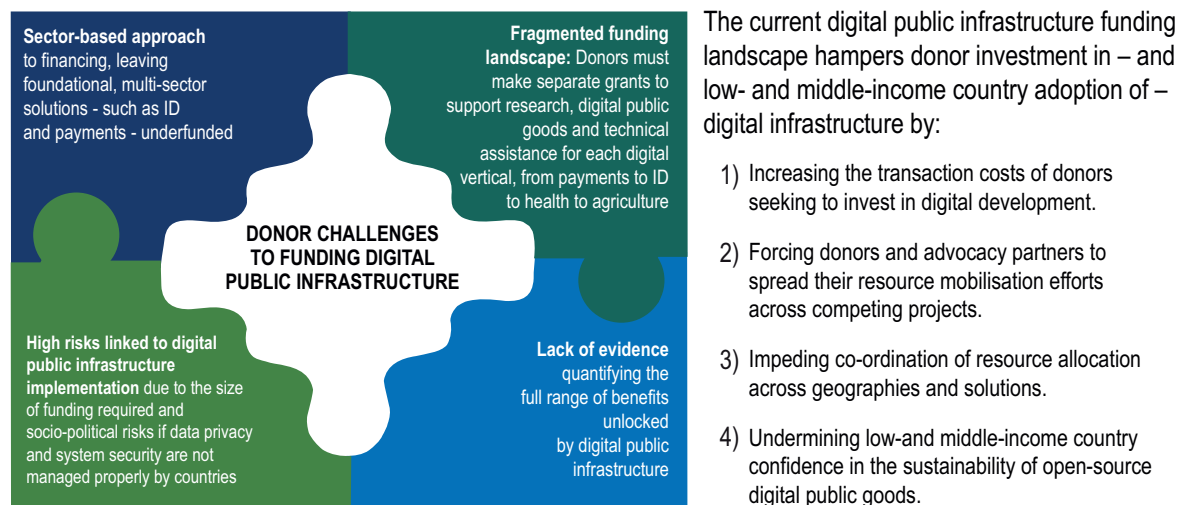 Sector-based approach
to financing, leaving
foundational, multi-sector
solutions - such as ID
and payments - underfunded
Fragmented funding
landscape: Donors must
make separate grants to
support research, digital public
goods and technical
assistance for each digital
vertical, from payments to ID
to health to agriculture
DONOR CHALLENGES
TO FUNDING DIGITAL
PUBLIC INFRASTRUCTURE
High risks linked to digital
public infrastructure
implementation due to the size
of funding required and
socio-political risks if data privacy
and system security are not
managed properly by countries
Lack of evidence
quantifying the
full range of benefits
unlocked
by digital public
infrastructure
The current digital public infrastructure funding
landscape hampers donor investment in – and
low- and middle-income country adoption of –
digital infrastructure by:
1) Increasing the transaction costs of donors
seeking to invest in digital development.
2) Forcing donors and advocacy partners to
spread their resource mobilisation efforts
across competing projects.
3) Impeding co-ordination of resource allocation
across geographies and solutions.
4) Undermining low-and middle-income country
confidence in the sustainability of open-source
digital public goods.